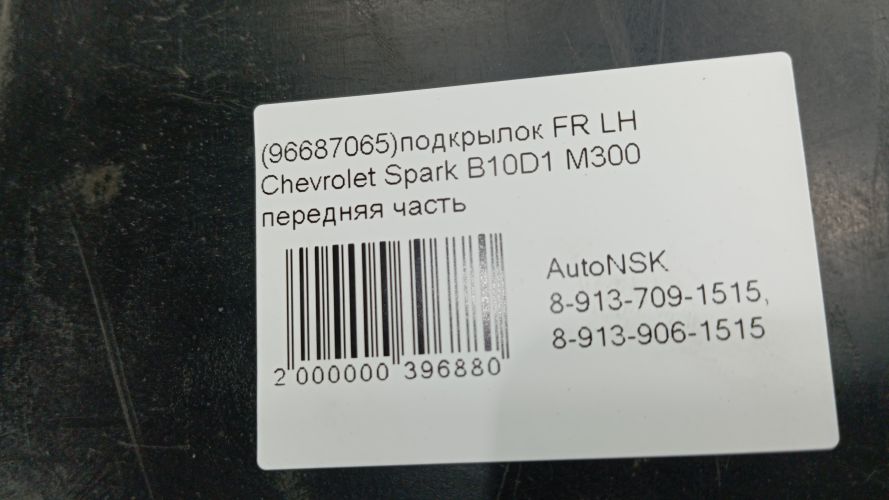 (96687065)подкрылок FR LH
Chevrolet Spark B10D1 M300
передняя часть
AutoNSK
8-913-709-1515,
8-913-906-1515
2 000000 396880